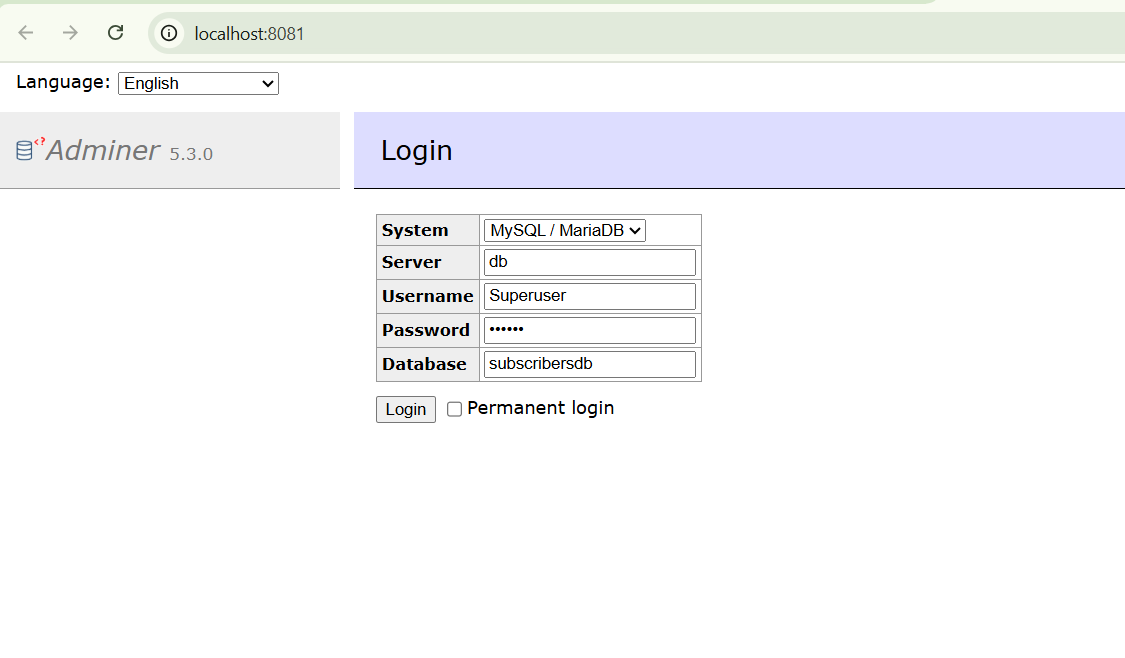 localhost:8081
Language: English
Adminer 5.3.0
Login
System MySQL / MariaDB
Server db
Username Superuser
Password ••••••
Database subscribersdb
Login Permanent login